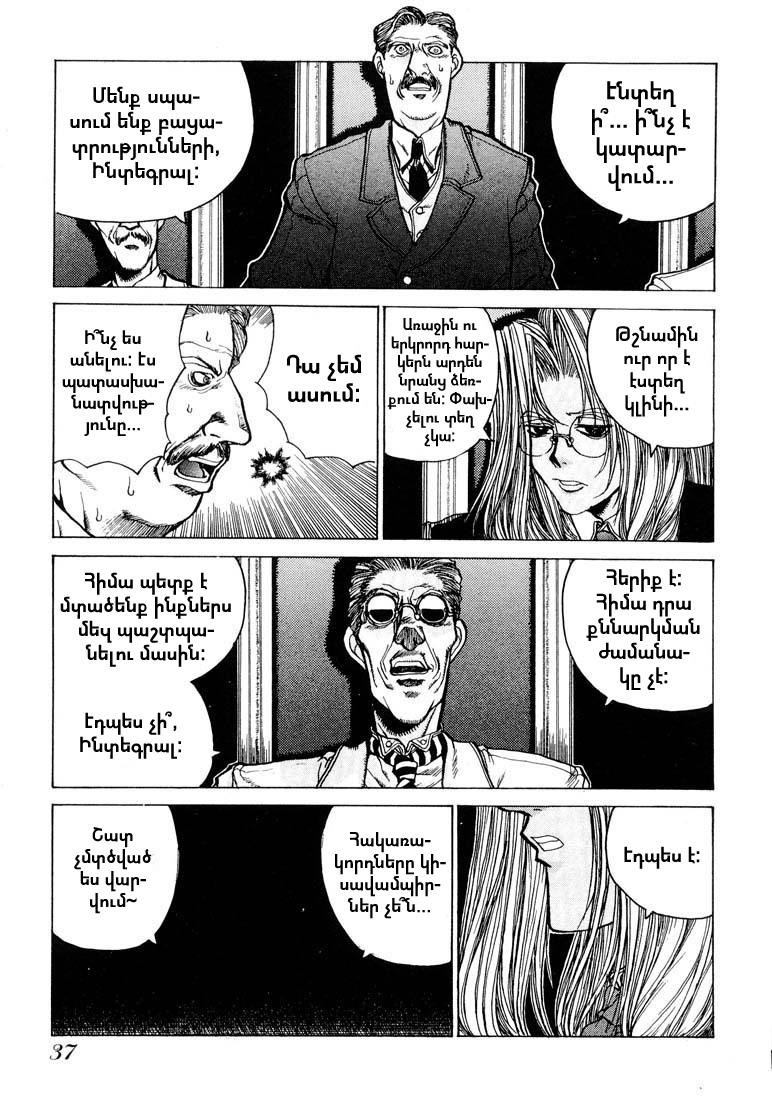 Էնտեղ
ի՞... ի՞նչ է
կատար-
վում...
Մենք սպա-
սում ենք բացա-
տրությունների,
Ինտեգրալ:
Թշնամին
ուր որ է
էստեղ
կլինի...
Առաջին ու
երկրորդ հար-
կերն արդեն
նրանց ձեռ-
քում են: Փախ-
չելու տեղ
չկա:
Դա չեմ
ասում:
Ի՞նչ ես
անելու: էս
պատասխա-
նատվութ-
յունը...
Հերիք է:
Հիմա դրա
քննարկման
ժամանա-
կը չէ:
Հիմա պետք է
մտածենք ինքներս
մեզ պաշտպա-
նելու մասին:
Էդպես չի՞,
Ինտեգրալ:
Էդպես է:
Հակառա-
կորդները կի-
սավամպիր-
ներ չե՞ն...
Շատ
չմտծված
ես վար-
վում~
37